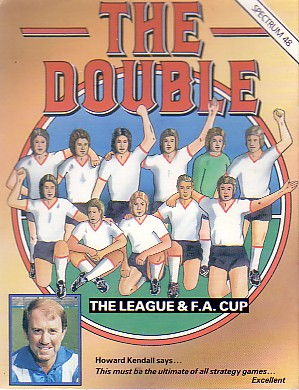 SPECTRUM 48
THE
DOUBLE
THE LEAGUE & F.A. CUP
Howard Kendall says...
This must be the ultimate of all strategy games...
Excellent